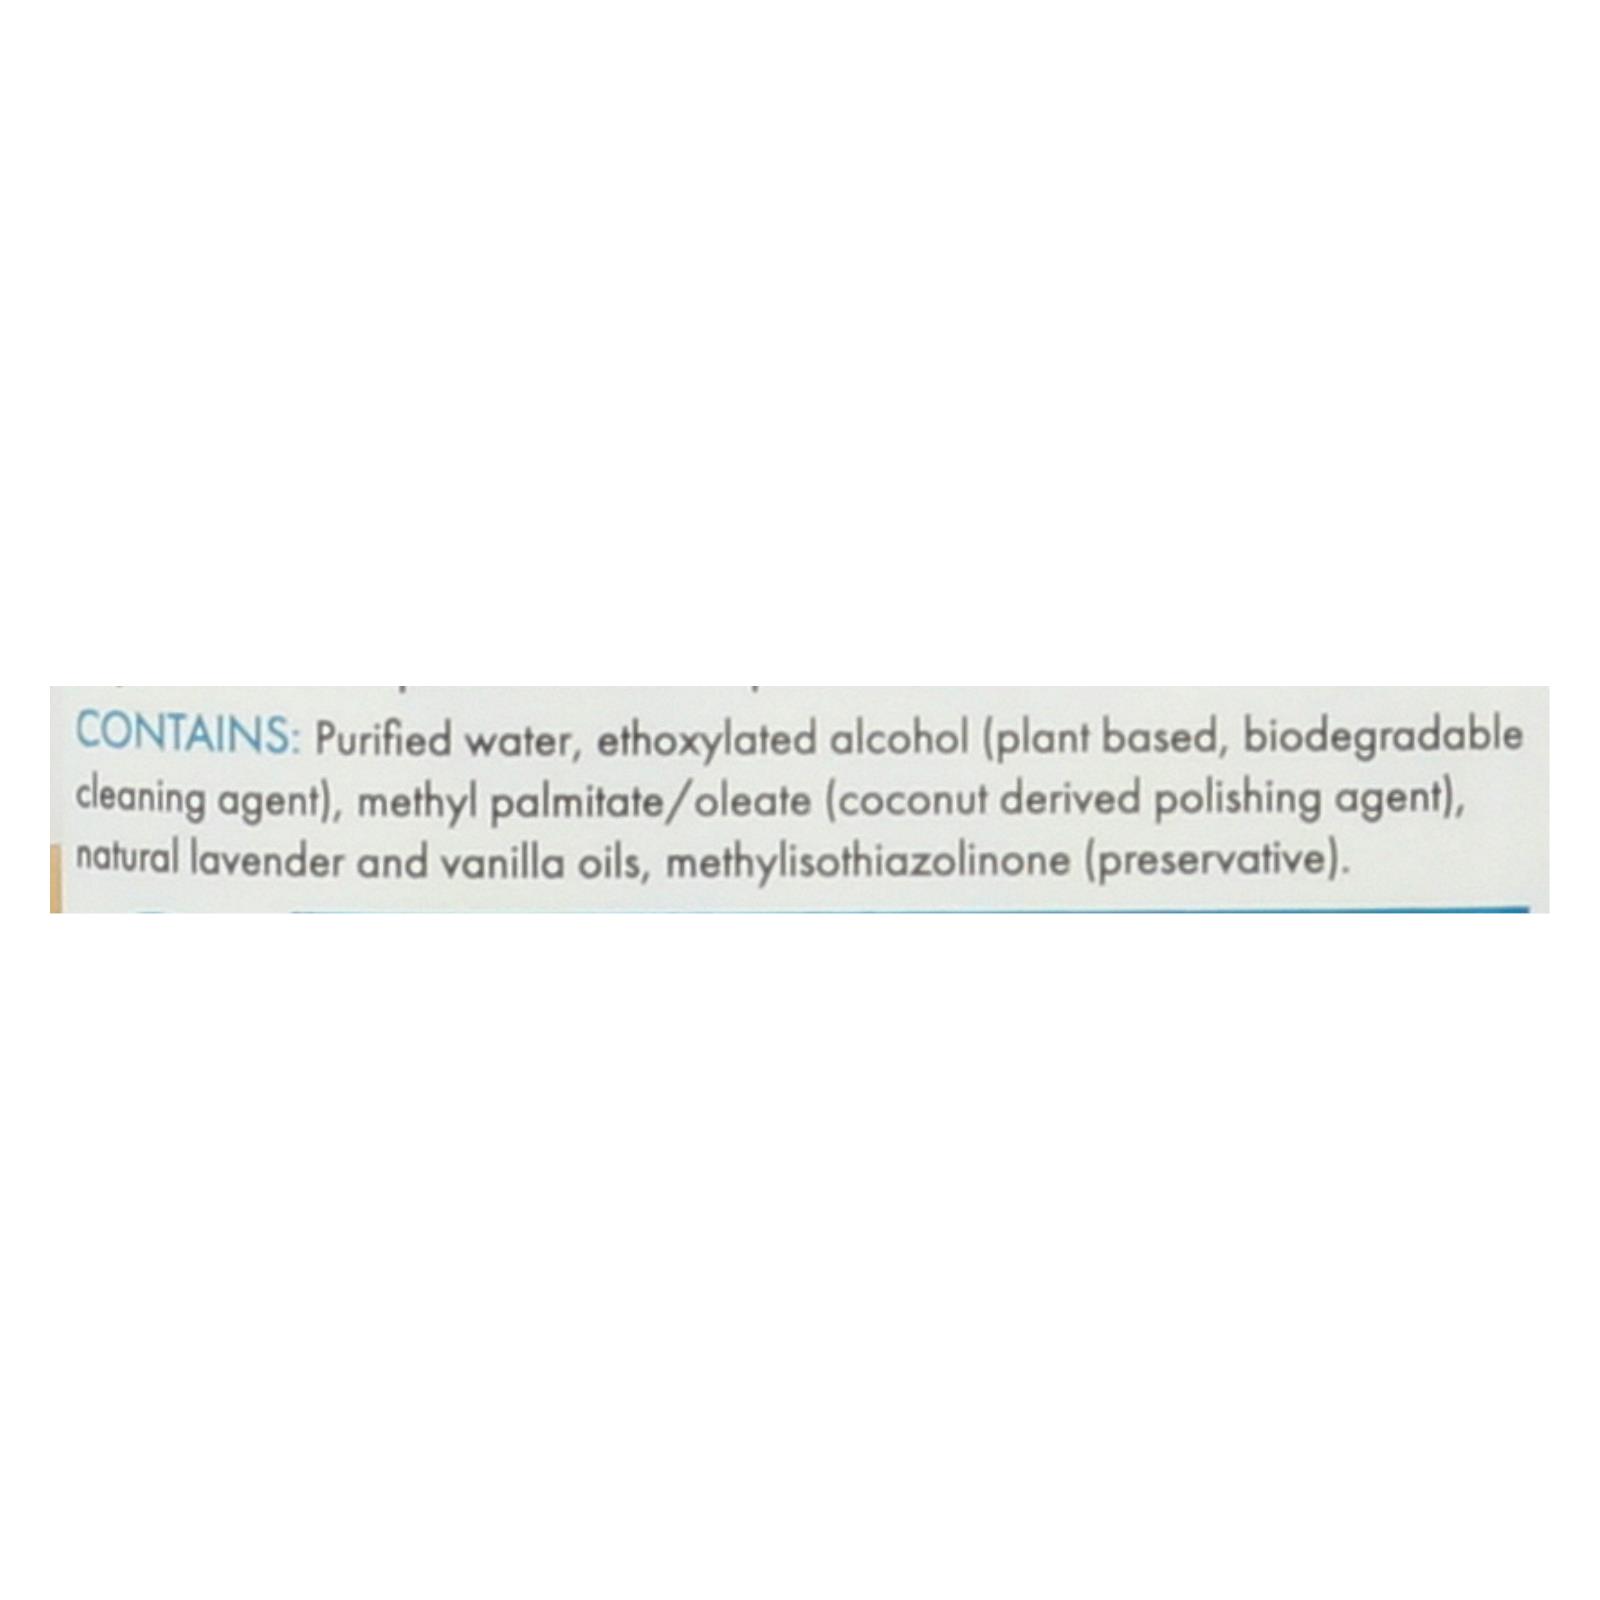 CONTAINS: Purified water, ethoxylated alcohol (plant based, biodegradable
cleaning agent), methyl palmitate/oleate (coconut derived polishing agent),
natural lavender and vanilla oils, methylisothiazolinone (preservative).